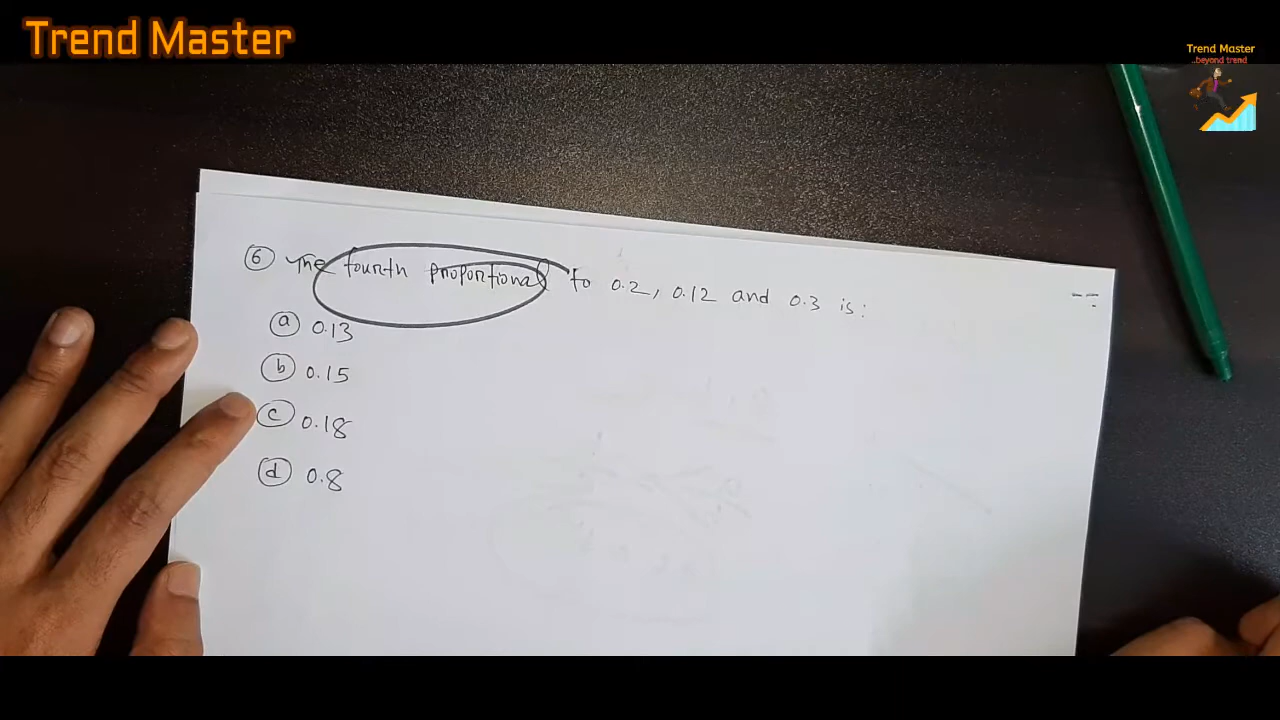 Trend Master
Trend Master
..beyond trend
6 The fourth proportional to 0.2, 0.12 and 0.3 is:
a 0.13
b 0.15
c 0.18
d 0.8